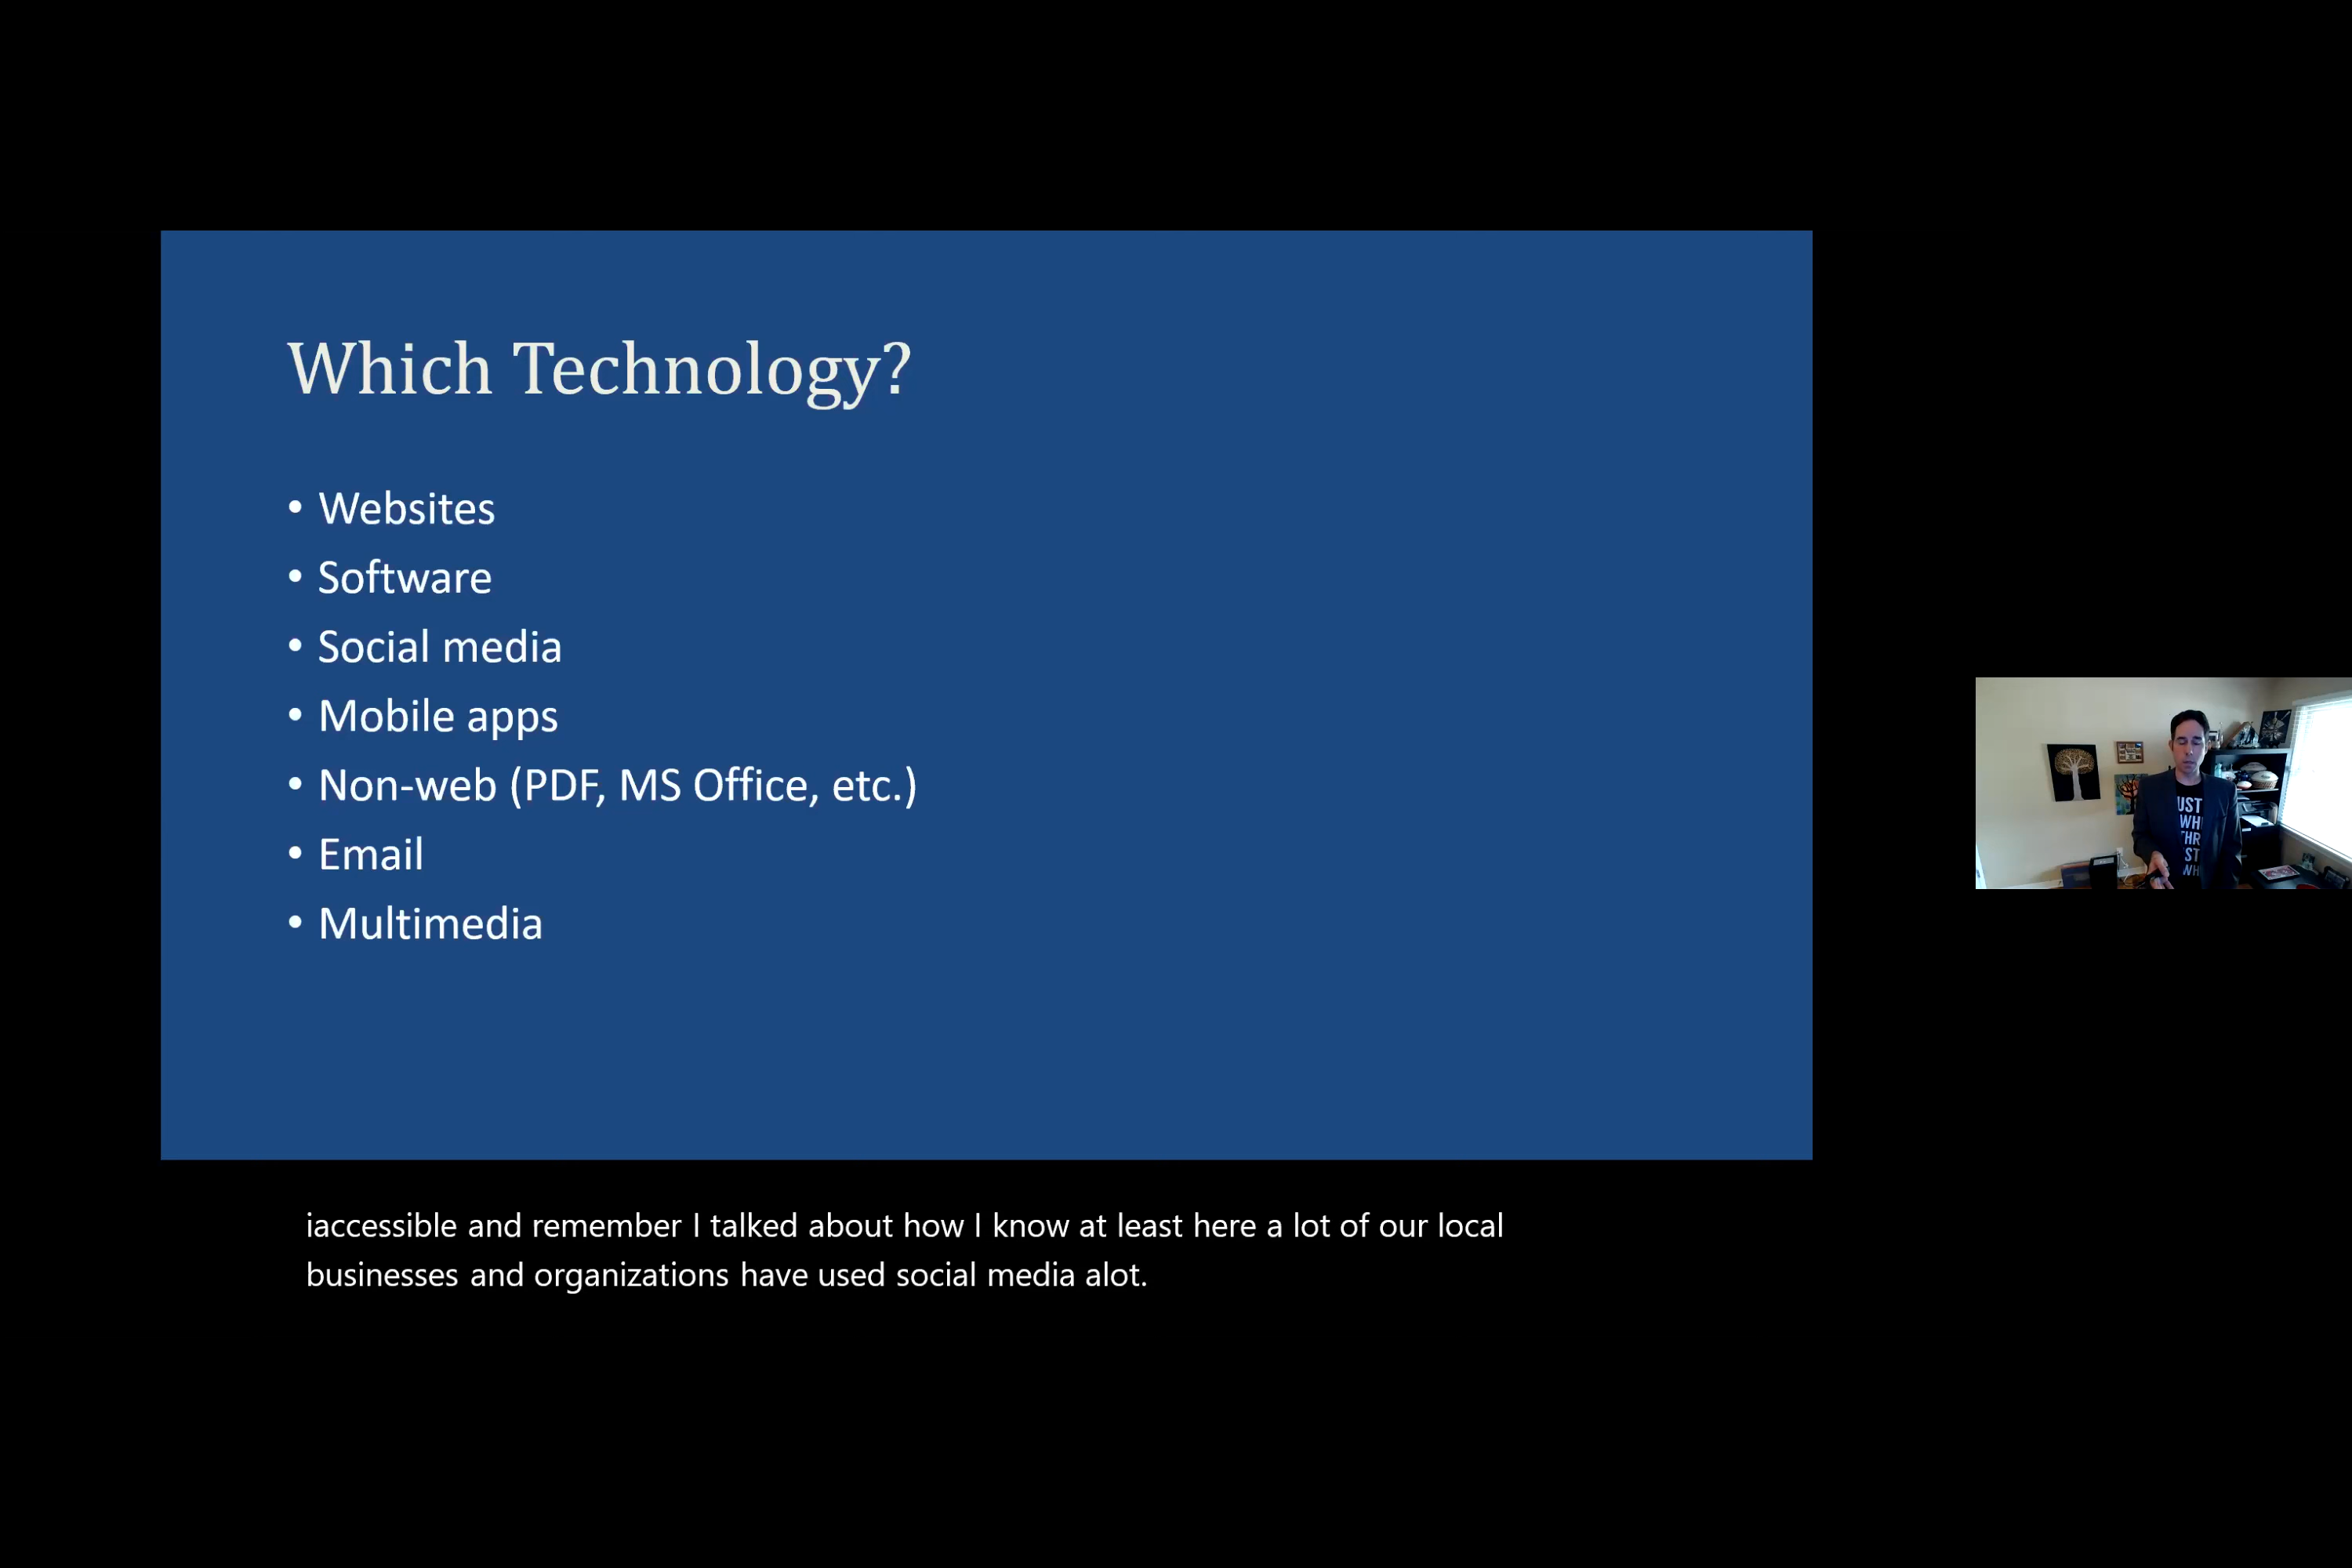 Which Technology?
• Websites
• Software
• Social media
• Mobile apps
• Non-web (PDF, MS Office, etc.)
• Email
• Multimedia
iaccessible and remember I talked about how I know at least here a lot of our local
businesses and organizations have used social media alot.